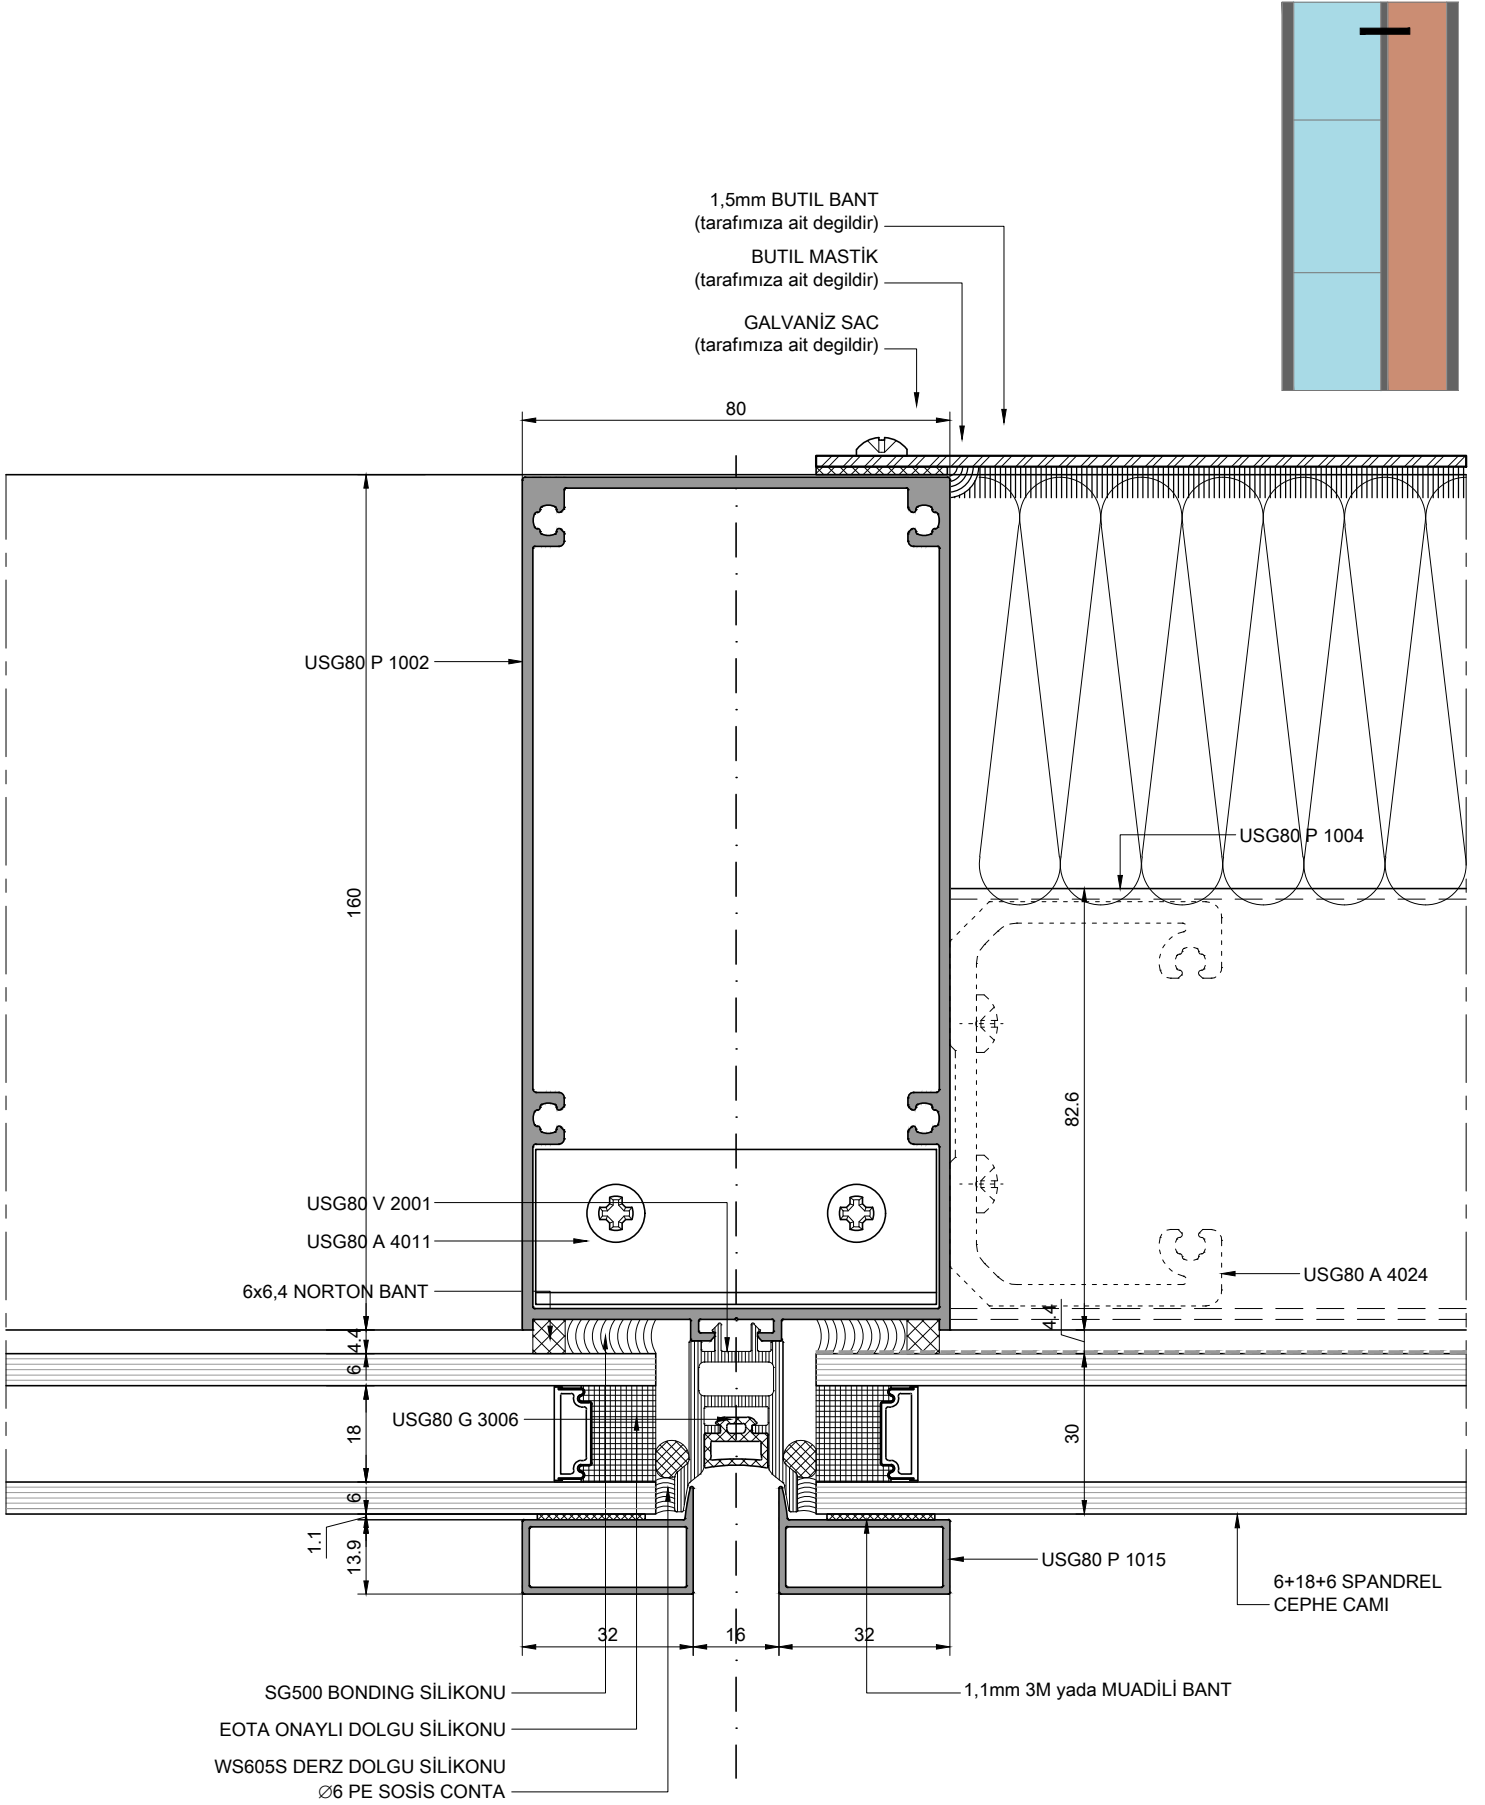 1,5mm BUTIL BANT
(tarafımıza ait degildir)
BUTIL MASTİK
(tarafımıza ait degildir)
GALVANİZ SAC
(tarafımıza ait degildir)
80
USG80 P 1002
160
USG80 P 1004
82.6
USG80 V 2001
USG80 A 4011
6x6,4 NORTON BANT
USG80 A 4024
4.4
4.4
6
18
USG80 G 3006
30
6
1.1
13.9
USG80 P 1015
6+18+6 SPANDREL
CEPHE CAMI
32
16
32
SG500 BONDING SİLİKONU
1,1mm 3M yada MUADİLİ BANT
EOTA ONAYLI DOLGU SİLİKONU
WS605S DERZ DOLGU SİLİKONU
∅6 PE SOSİS CONTA